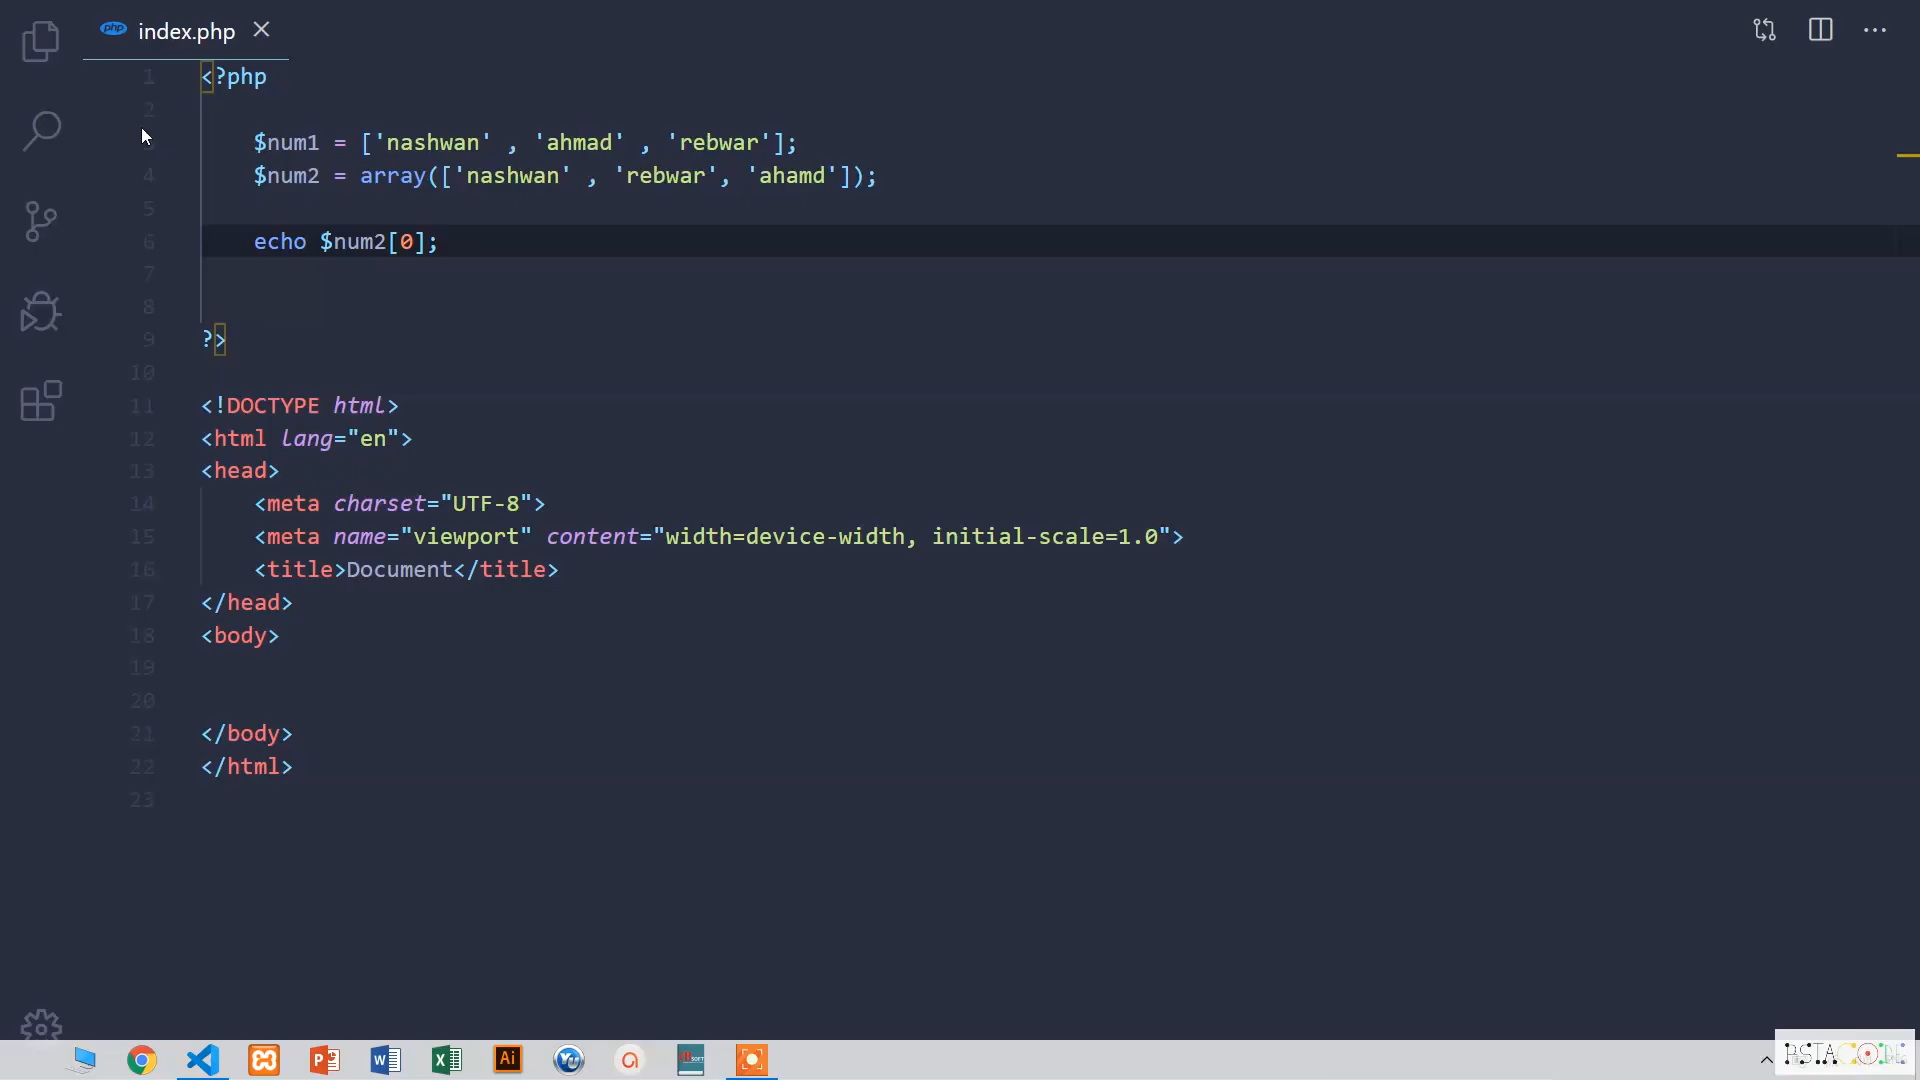 index.php
1 <?php
2
$num1 = ['nashwan' , 'ahmad' , 'rebwar'];
4 $num2 = array(['nashwan' , 'rebwar', 'ahamd']);
5
6 echo $num2[0];
7
8
9 ?>
10
11 <!DOCTYPE html>
12 <html lang="en">
13 <head>
14 <meta charset="UTF-8">
15 <meta name="viewport" content="width=device-width, initial-scale=1.0">
16 <title>Document</title>
17 </head>
18 <body>
19
20
21 </body>
22 </html>
23